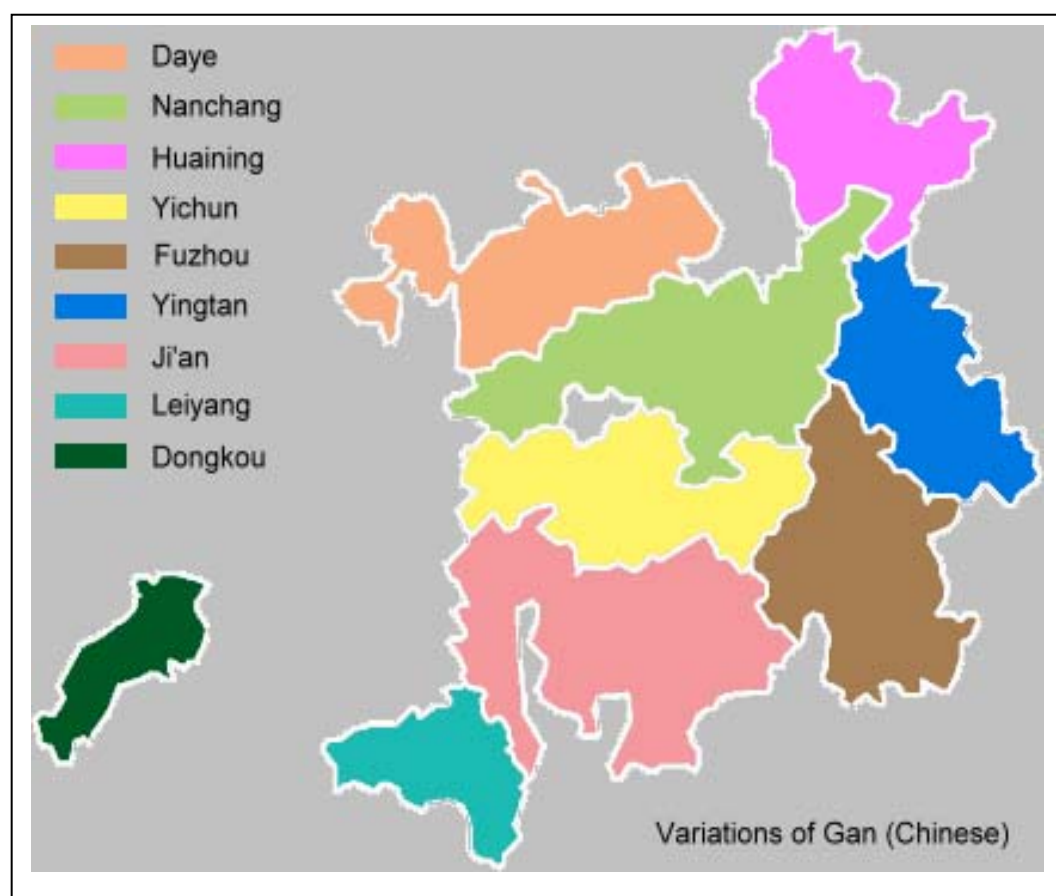 Daye
Nanchang
Huaining
Yichun
Fuzhou
Yingtan
Ji'an
Leiyang
Dongkou
Variations of Gan (Chinese)